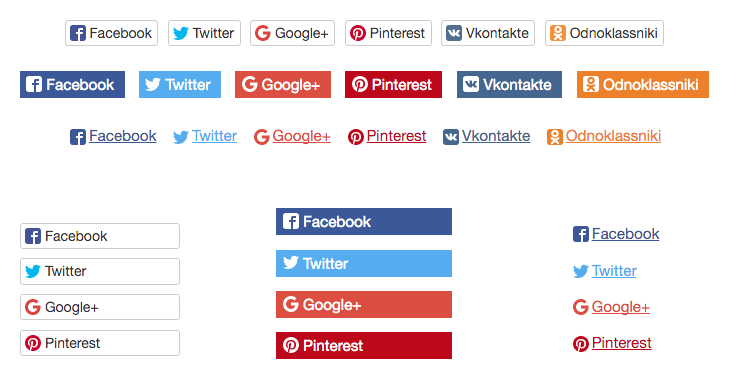 Facebook Twitter Google+ Pinterest Vkontakte Odnoklassniki
Facebook Twitter Google+ Pinterest Vkontakte Odnoklassniki
Facebook Twitter Google+ Pinterest Vkontakte Odnoklassniki
Facebook
Twitter
Google+
Pinterest
Facebook
Twitter
Google+
Pinterest
Facebook
Twitter
Google+
Pinterest